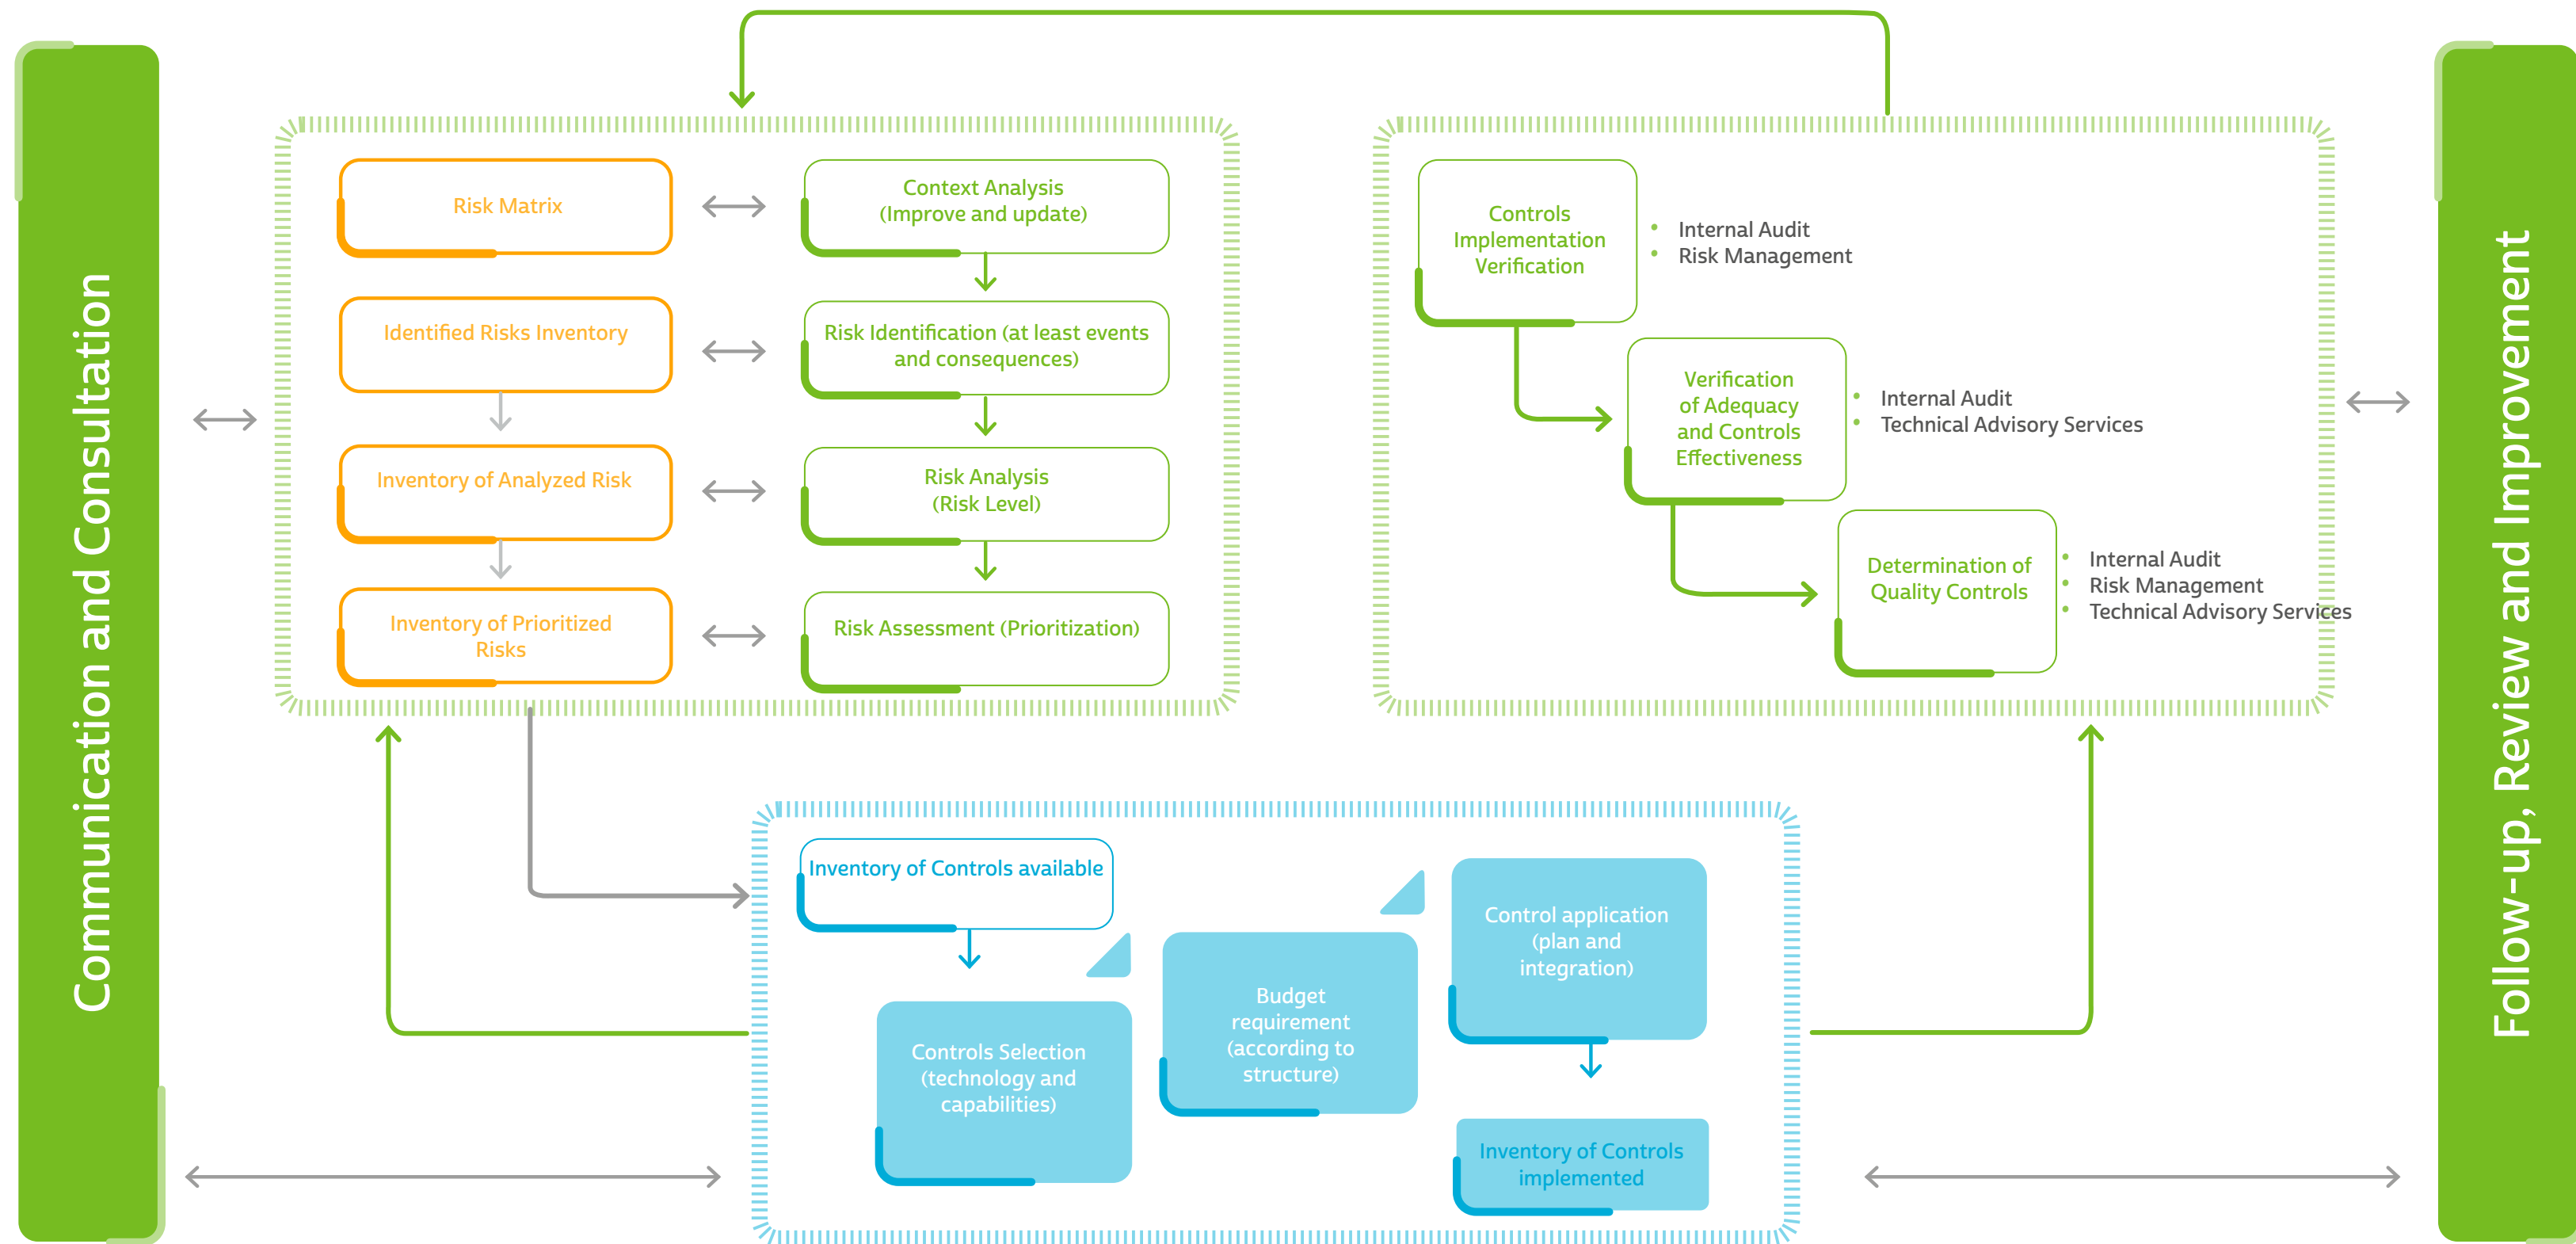 Communication and Consultation
Risk Matrix
Context Analysis
(Improve and update)
Identified Risks Inventory
Risk Identification (at least events
and consequences)
Inventory of Analyzed Risk
Risk Analysis
(Risk Level)
Inventory of Prioritized
Risks
Risk Assessment (Prioritization)
Controls
Implementation
Verification
• Internal Audit
• Risk Management
Verification
of Adequacy
and Controls
Effectiveness
• Internal Audit
• Technical Advisory Services
Determination of
Quality Controls
• Internal Audit
• Risk Management
• Technical Advisory Services
Inventory of Controls available
Controls Selection
(technology and
capabilities)
Budget
requirement
(according to
structure)
Control application
(plan and
integration)
Inventory of Controls
implemented
Follow-up, Review and Improvement